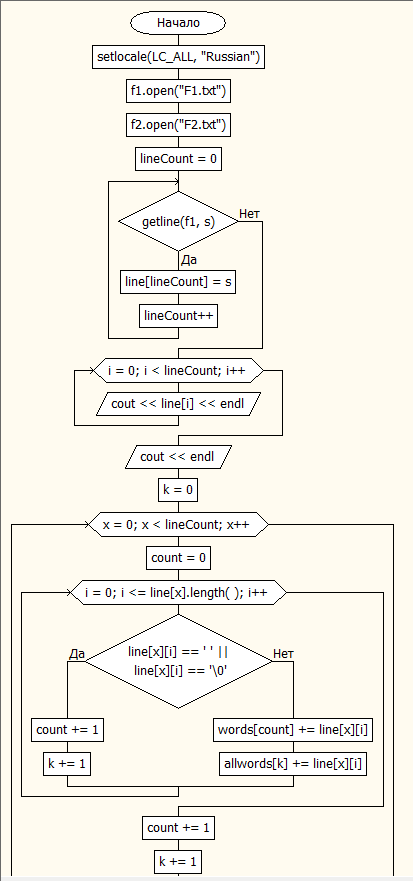 Начало
setlocale(LC_ALL, "Russian")
f1.open("F1.txt")
f2.open("F2.txt")
lineCount = 0
getline(f1, s)
Нет
Да
line[lineCount] = s
lineCount++
i = 0; i < lineCount; i++
cout << line[i] << endl
cout << endl
k = 0
x = 0; x < lineCount; x++
count = 0
i = 0; i <= line[x].length( ); i++
Да
line[x][i] == ' ' ||
line[x][i] == '\0'
Нет
count += 1
words[count] += line[x][i]
k += 1
allwords[k] += line[x][i]
count += 1
k += 1